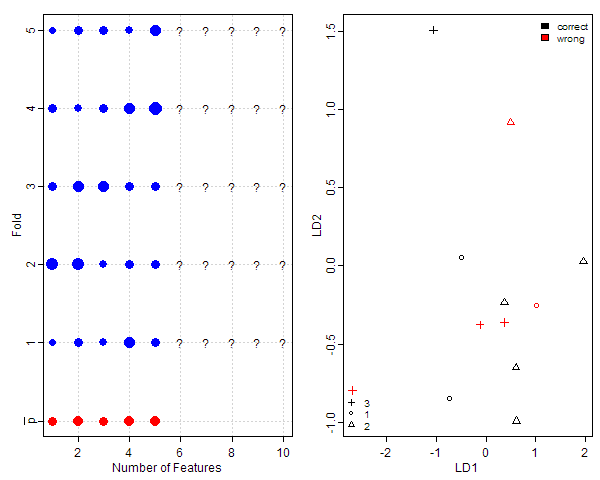 5 ? ? ? ? ?
4 ? ? ? ? ?
3 ? ? ? ? ?
2 ? ? ? ? ?
1 ? ? ? ? ?
p̅
Fold
2 4 6 8 10
Number of Features
correct
wrong
1.5
1.0
0.5
0.0
-0.5
-1.0
LD2
3
1
2
-2 -1 0 1 2
LD1